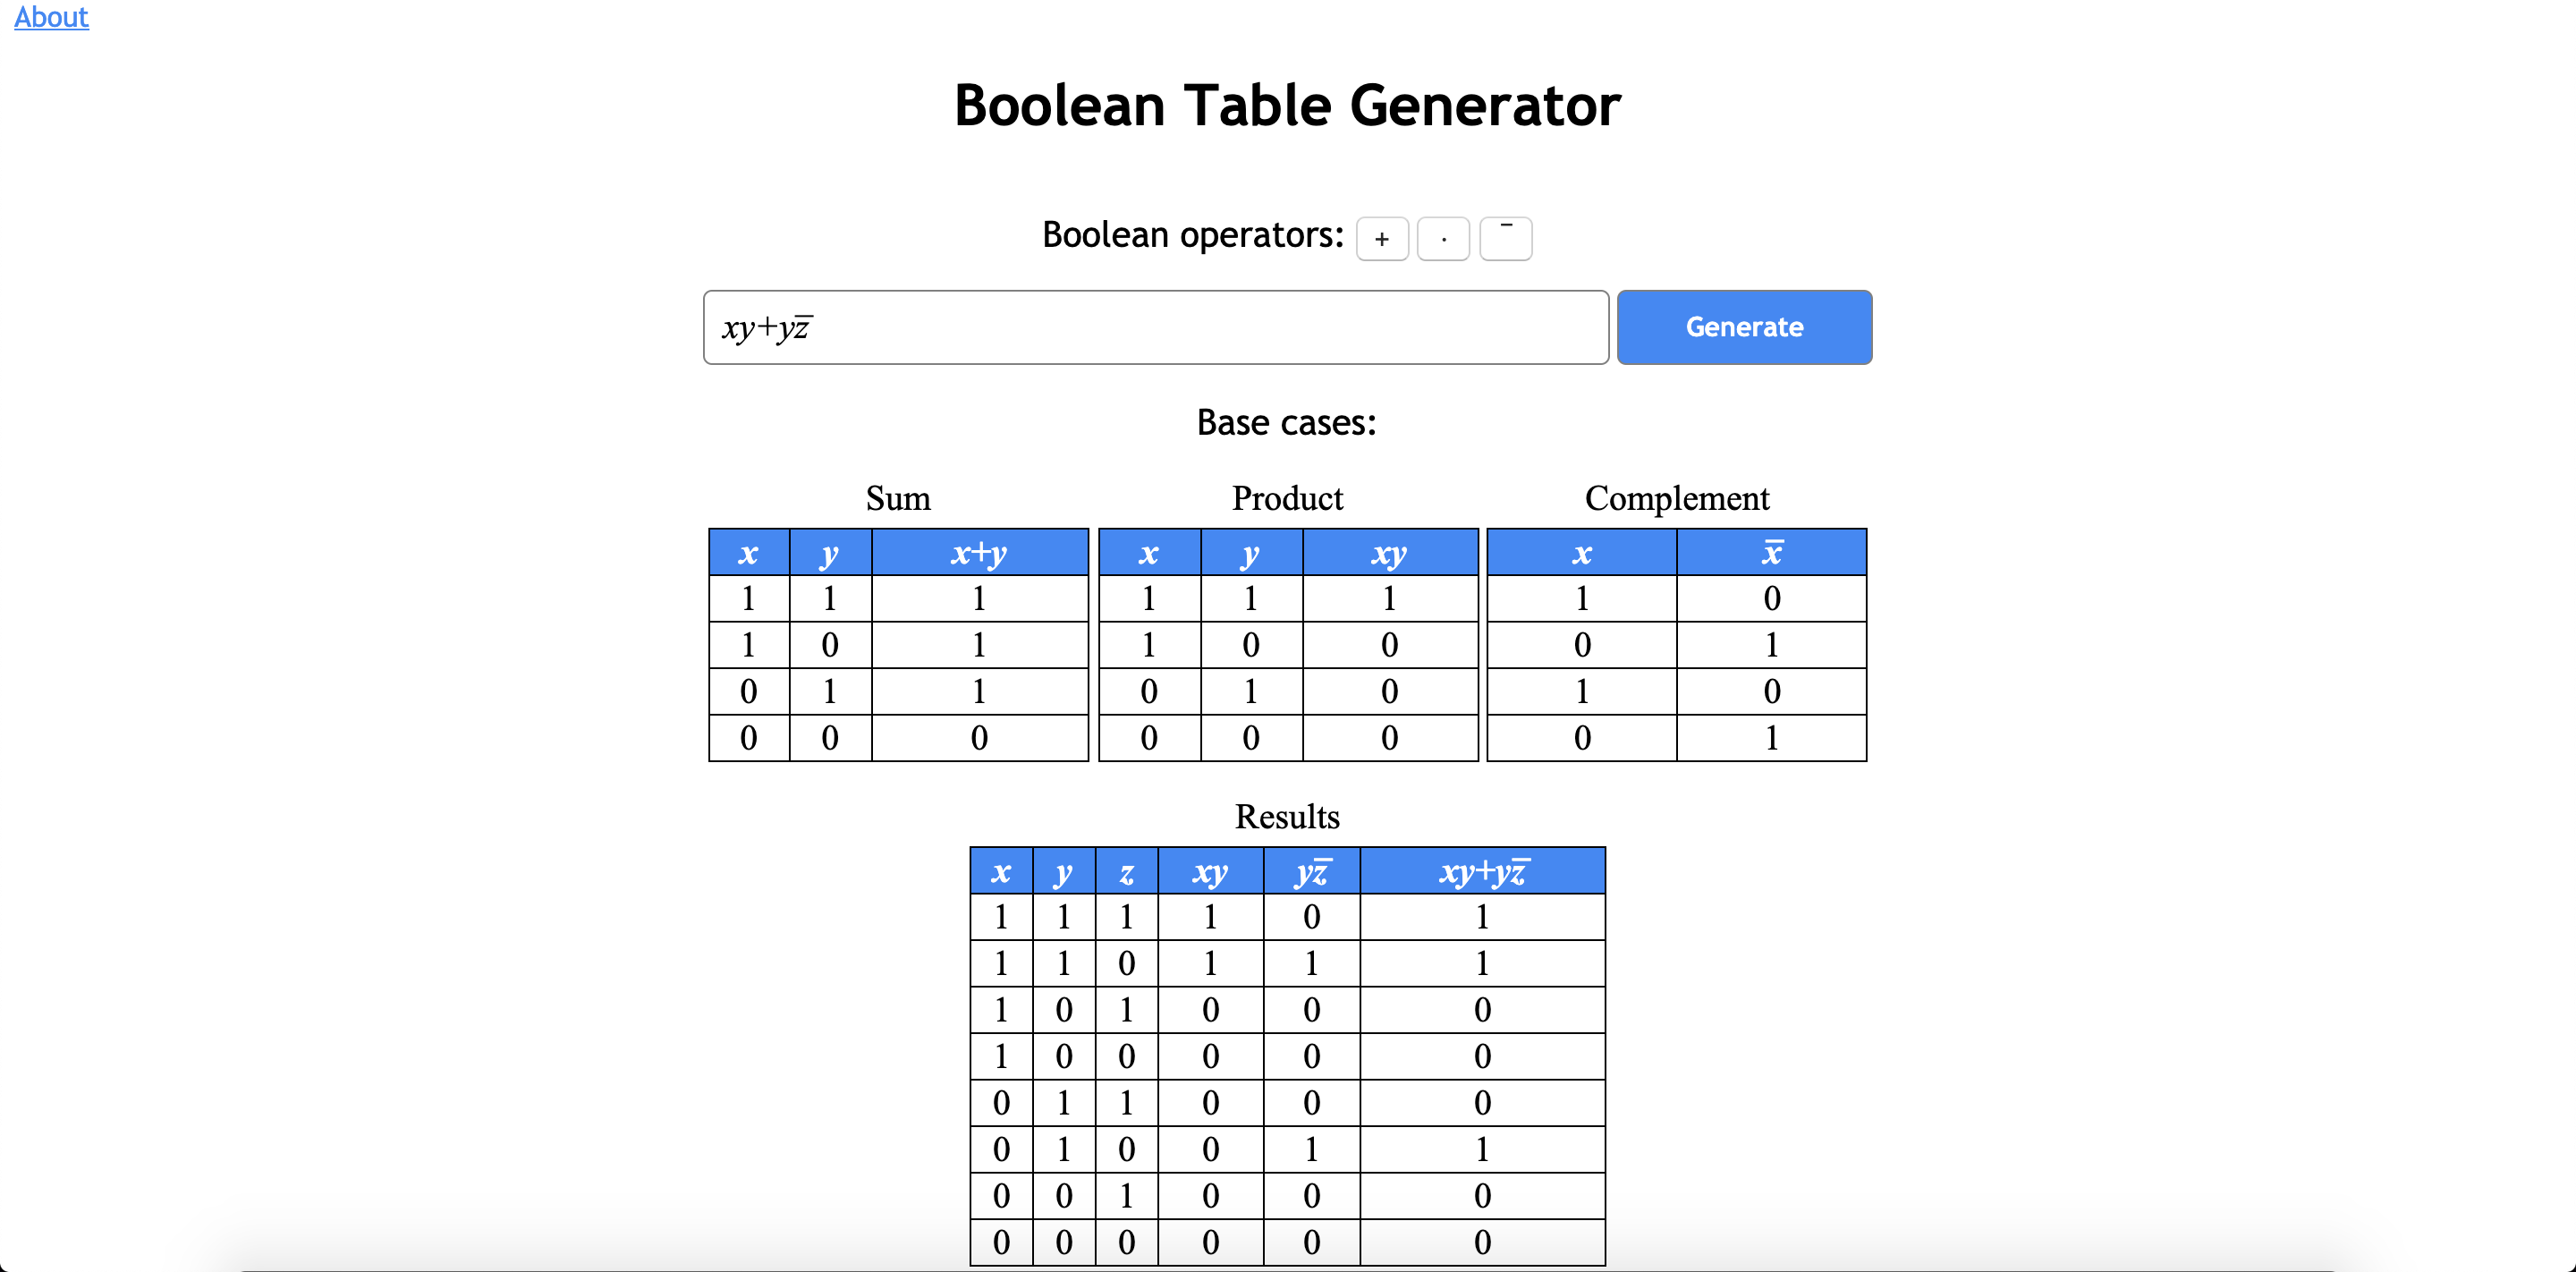 About
Boolean Table Generator
Boolean operators: + · ‾
xy+yz̅
Generate
Base cases:
Sum
x y x+y
1 1 1
1 0 1
0 1 1
0 0 0
Product
x y xy
1 1 1
1 0 0
0 1 0
0 0 0
Complement
x x̅
1 0
0 1
1 0
0 1
Results
x y z xy yz̅ xy+yz̅
1 1 1 1 0 1
1 1 0 1 1 1
1 0 1 0 0 0
1 0 0 0 0 0
0 1 1 0 0 0
0 1 0 0 1 1
0 0 1 0 0 0
0 0 0 0 0 0